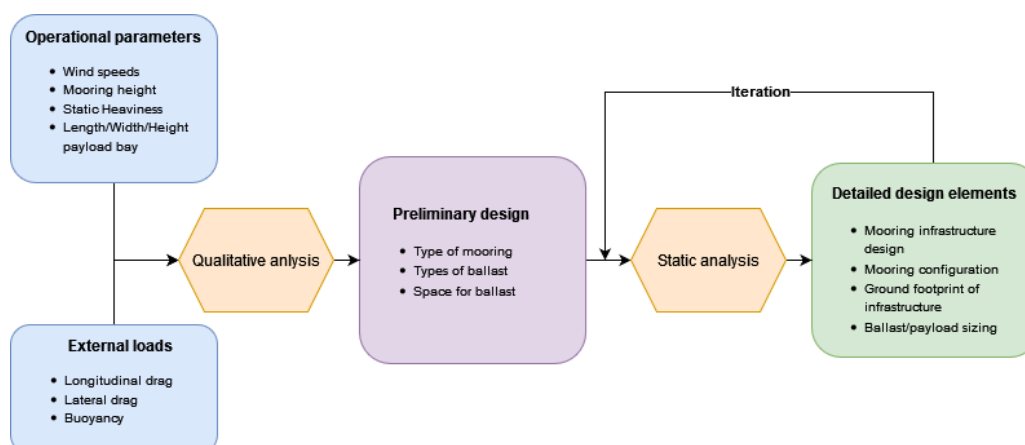 Operational parameters
Wind speeds
Mooring height
Static Heaviness
Length/Width/Height
payload bay
External loads
Longitudinal drag
Lateral drag
Buoyancy
Qualitative anlysis
Preliminary design
Type of mooring
Types of ballast
Space for ballast
Iteration
Static analysis
Detailed design elements
Mooring infrastructure
design
Mooring configuration
Ground footprint of
infrastructure
Ballast/payload sizing